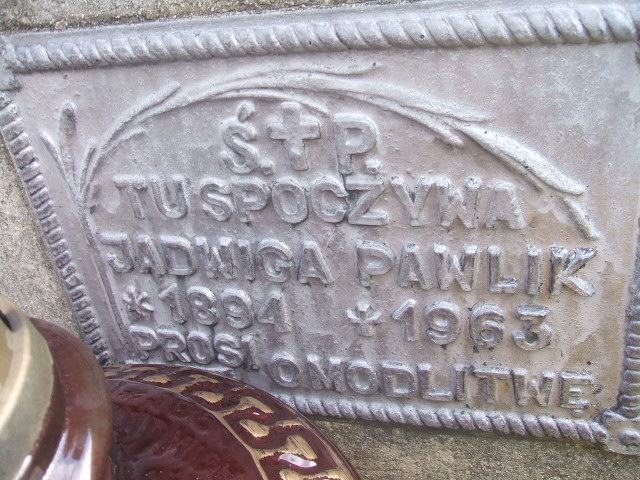 Ś.✝P.
TU SPOCZYWA
JADWIGA PAWLIK
*1894 ✝1963
PROSI O MODLITWĘ